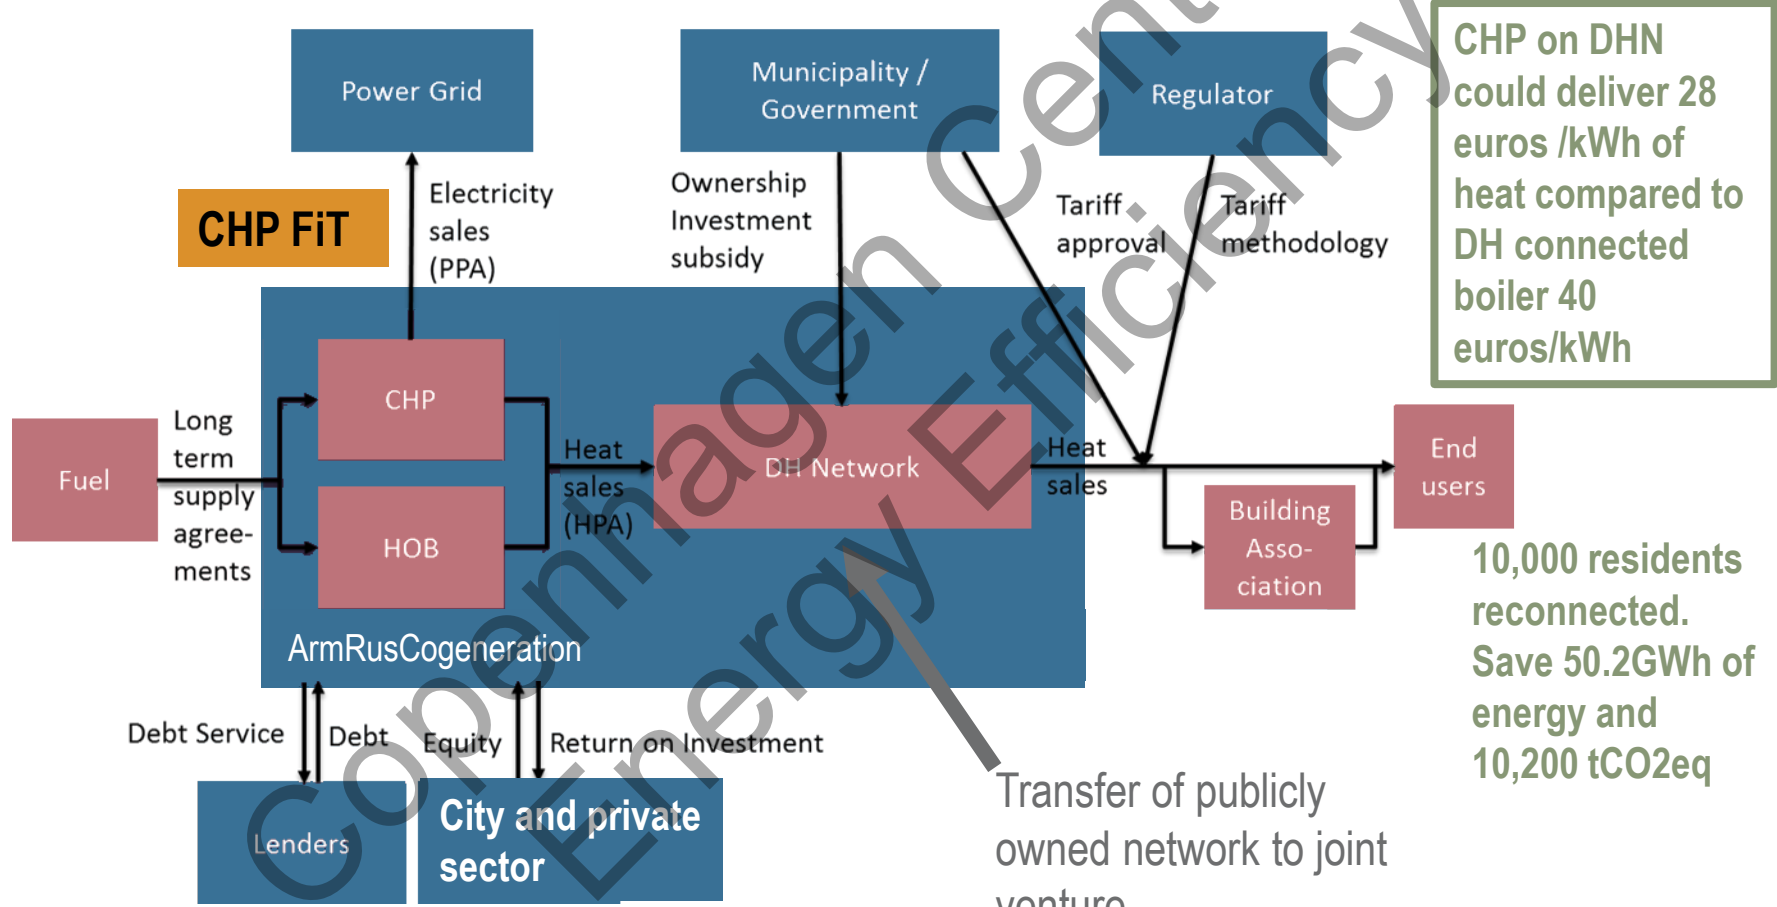 Power Grid
Municipality /
Government
Regulator
CHP on DHN
could deliver 28
euros /kWh of
heat compared to
DH connected
boiler 40
euros/kWh
CHP FiT
Electricity
sales
(PPA)
Ownership
Investment
subsidy
Tariff
approval
Tariff
methodology
Fuel
Long
term
supply
agree-
ments
CHP
HOB
Heat
sales
(HPA)
DH Network
Heat
sales
Building
Asso-
ciation
End
users
ArmRusCogeneration
10,000 residents
reconnected.
Save 50.2GWh of
energy and
10,200 tCO2eq
Debt Service
Debt
Equity
Return on Investment
Lenders
City and private
sector
Transfer of publicly
owned network to joint
venture
Copenhagen Cent
Energy Efficiency